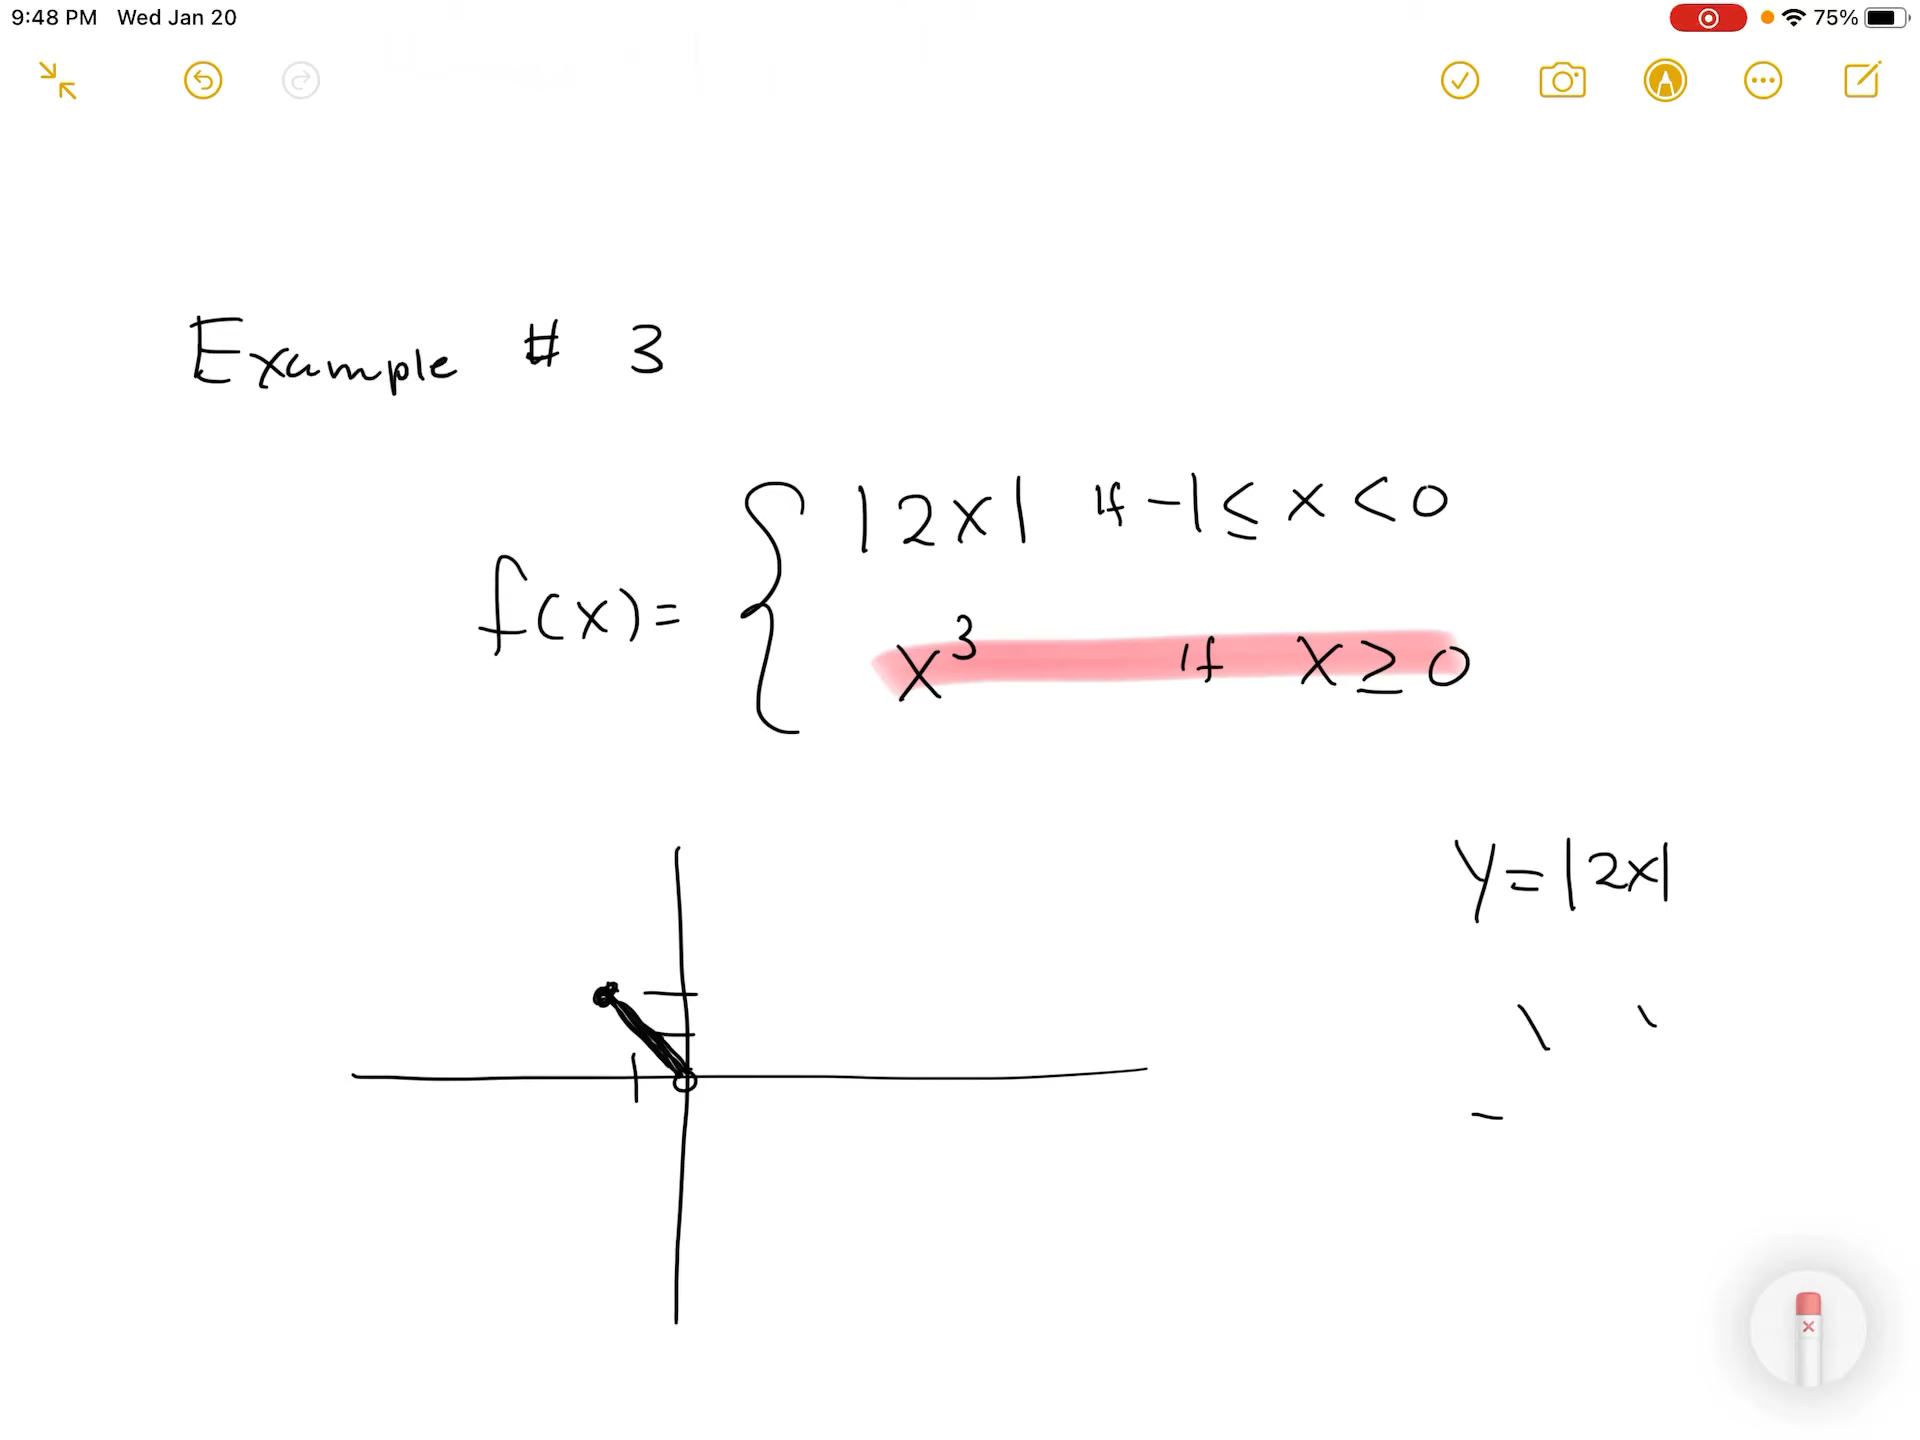 9:48 PM Wed Jan 20 75%
Example # 3
f(x) = { |2x| if -1 ≤ x < 0
x³ if x ≥ 0
y = |2x|